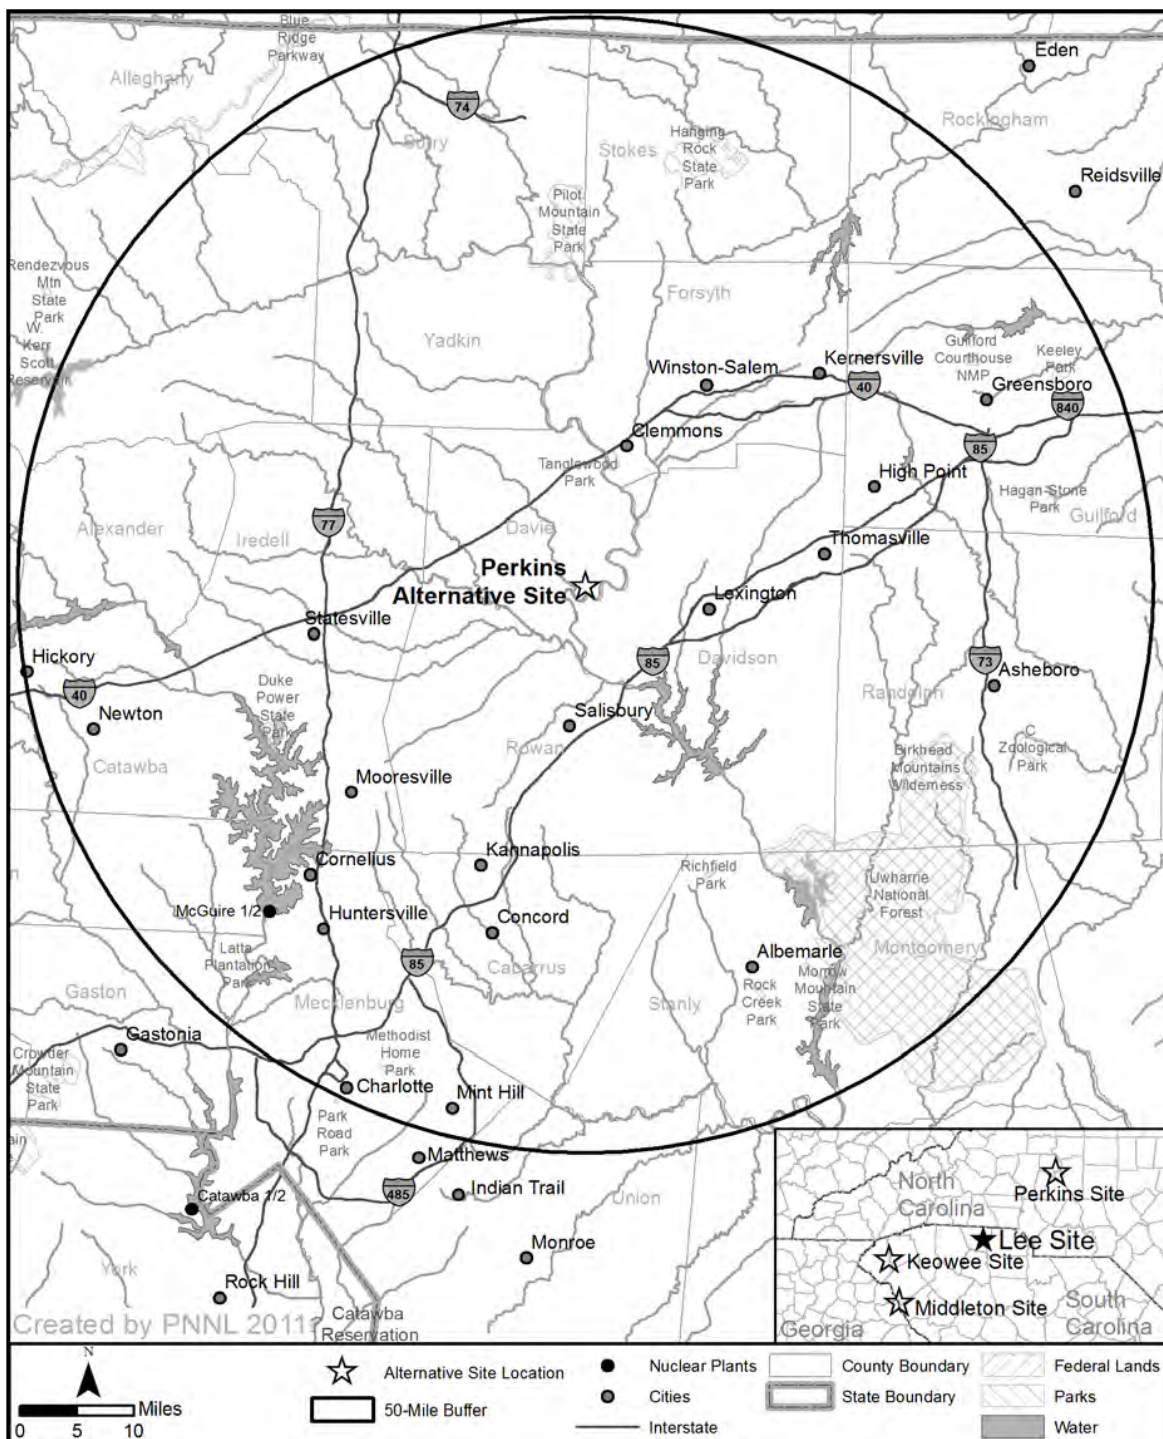 Blue
Ridge
Parkway
Eden
Alleghany
74
Rockingham
Surry
Stokes
Hanging
Rock
State
Park
Reidsville
Pilot
Mountain
State
Park
Rendezvous
Mtn
State
Park
W.
Kerr
Scott
Reservoir
Forsyth
Yadkin
Guilford
Courthouse
NMP
Keeley
Park
Winston-Salem
Kernersville
40
Greensboro
840
Clemmons
85
Tanglewood
Park
High Point
Hagan-Stone
Park
Guilford
Alexander
Iredell
77
Davie
Thomasville
Perkins
Alternative Site
Lexington
Statesville
Hickory
40
85
Davidson
73
Asheboro
Duke
Power
State
Park
Randolph
Newton
Salisbury
Rowan
C
Zoological
Park
Catawba
Birkhead
Mountains
Wilderness
Mooresville
Cornelius
Kannapolis
Richfield
Park
Uwharrie
National
Forest
McGuire 1/2
Huntersville
Concord
Latta
Plantation
Park
85
Cabarrus
Albemarle
Montgomery
Gaston
Mecklenburg
Stanly
Rock
Creek
Park
Morrow
Mountain
State
Park
Gastonia
Methodist
Home
Park
Crowder
Mountain
State
Park
Charlotte
Mint Hill
Park
Road
Park
Matthews
ain
Catawba 1/2
485
Indian Trail
Union
Monroe
York
Rock Hill
Catawba
Reservation
Created by PNNL 2011
North
Carolina
Perkins Site
Lee Site
Keowee Site
Middleton Site
South
Carolina
Georgia
N
Miles
0 5 10
Alternative Site Location
50-Mile Buffer
Nuclear Plants
Cities
Interstate
County Boundary
State Boundary
Federal Lands
Parks
Water